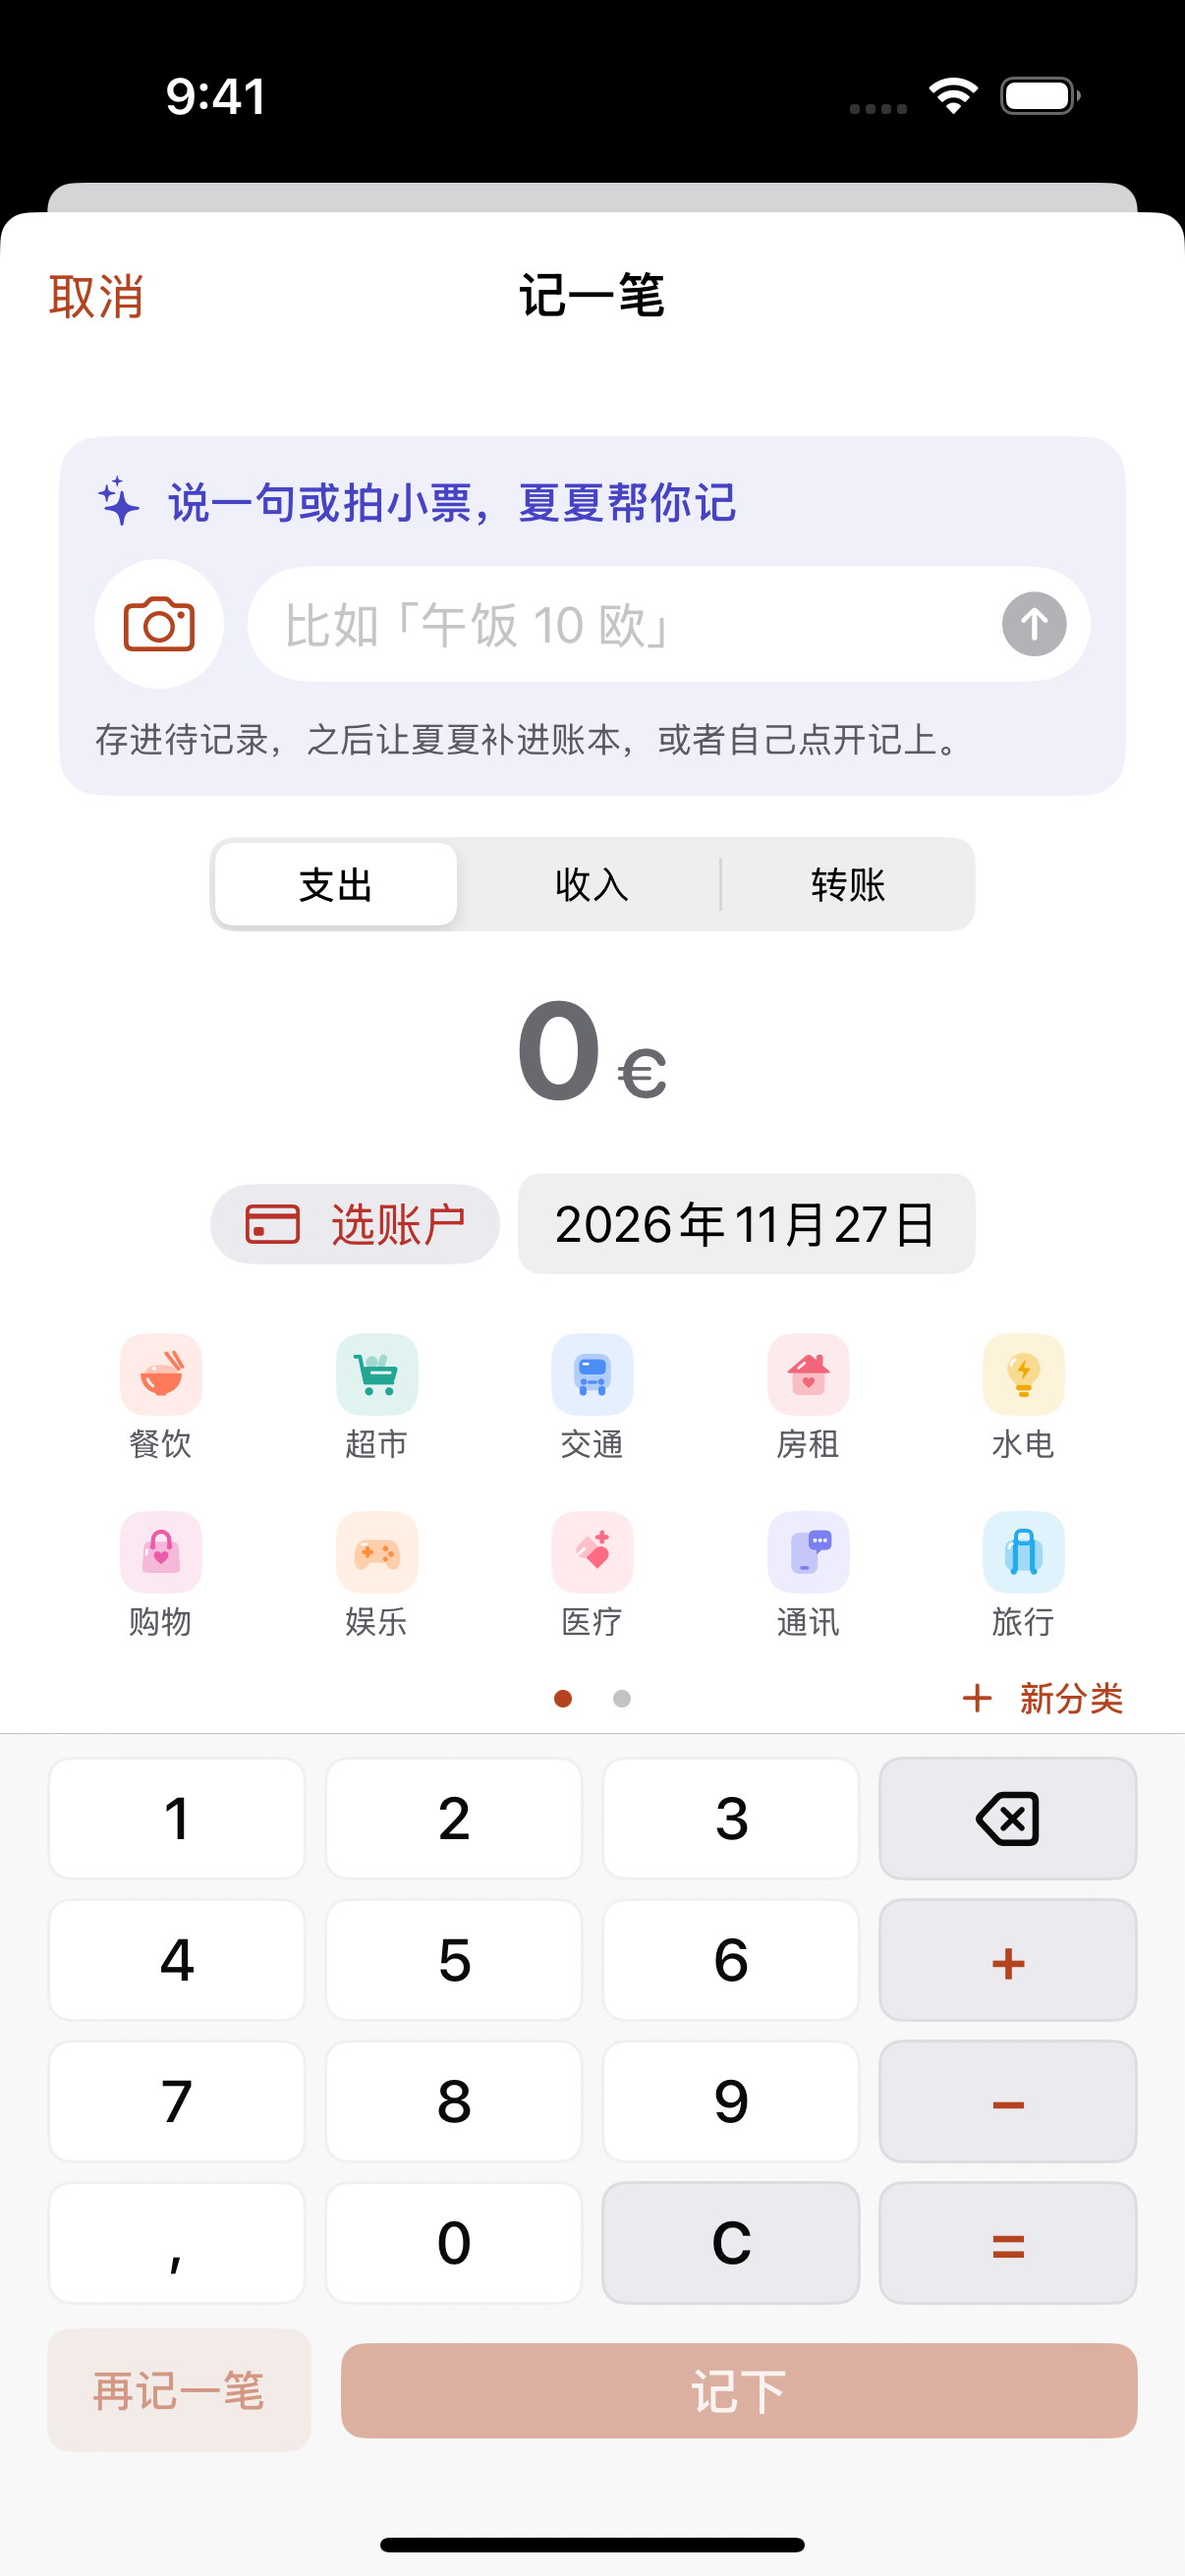 9:41
取消
记一笔
说一句或拍小票，夏夏帮你记
比如「午饭 10 欧」
存进待记录，之后让夏夏补进账本，或者自己点开记上。
支出 收入 转账
0 €
选账户 2026年11月27日
餐饮 超市 交通 房租 水电
购物 娱乐 医疗 通讯 旅行
新分类
1 2 3
4 5 6 +
7 8 9 −
, 0 C =
再记一笔 记下